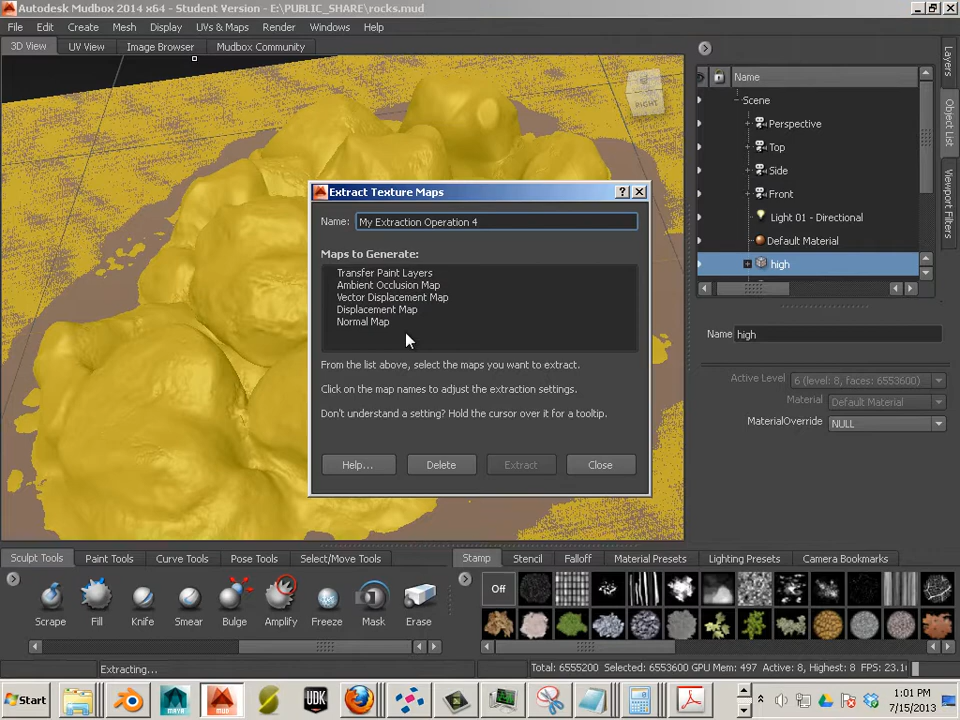 Autodesk Mudbox 2014 x64 - Student Version - E:\PUBLIC_SHARE\rocks.mud
File Edit Create Mesh Display UVs & Maps Render Windows Help
3D View UV View Image Browser Mudbox Community
RIGHT
Name
Scene
Perspective
Top
Side
Front
Light 01 - Directional
Default Material
high
Layers
Object List
Viewport Filters
Extract Texture Maps
Name: My Extraction Operation 4
Maps to Generate:
Transfer Paint Layers
Ambient Occlusion Map
Vector Displacement Map
Displacement Map
Normal Map
From the list above, select the maps you want to extract.
Click on the map names to adjust the extraction settings.
Don't understand a setting? Hold the cursor over it for a tooltip.
Help... Delete Extract Close
Name high
Active Level 6 (level: 8, faces: 6553600)
Material Default Material
MaterialOverride NULL
Sculpt Tools Paint Tools Curve Tools Pose Tools Select/Move Tools
Scrape Fill Knife Smear Bulge Amplify Freeze Mask Erase
Stamp Stencil Falloff Material Presets Lighting Presets Camera Bookmarks
Off
Extracting...
Total: 6555200 Selected: 6553600 GPU Mem: 497 Active: 8, Highest: 8 FPS: 23.1
Start
MAYA
MUD
UDK
1:01 PM
7/15/2013